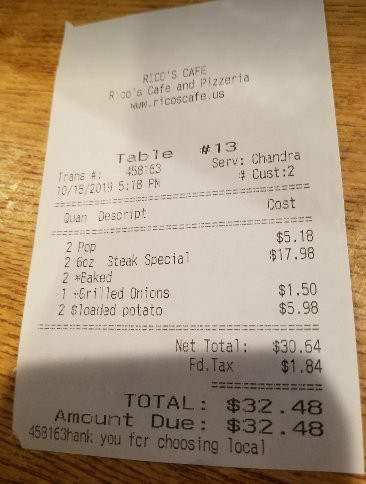 RICO'S CAFE
Rico's Cafe and Pizzeria
www.ricoscafe.us
Table #13
Trans #: 458163 Serv: Chandra
10/15/2019 5:18 PM # Cust:2
Quan Descript Cost
2 Pop $5.18
2 6oz Steak Special $17.98
2 *Baked
1 +Grilled Onions $1.50
2 $loaded potato $5.98
Net Total: $30.64
Fd.Tax $1.84
TOTAL: $32.48
Amount Due: $32.48
458163hank you for choosing local